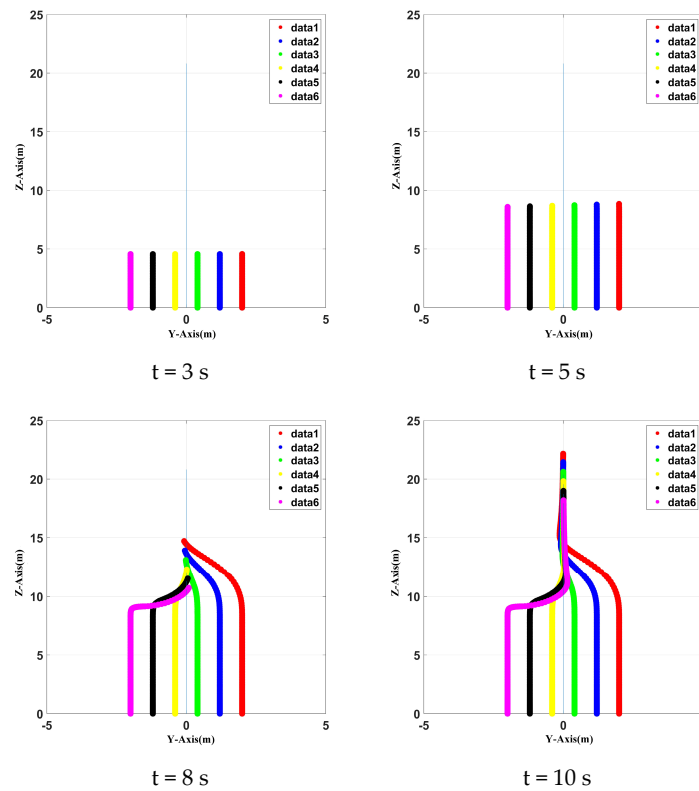 25
20
15
10
5
0
-5
0
5
Z-Axis(m)
Y-Axis(m)
data1
data2
data3
data4
data5
data6
t = 3 s
25
20
15
10
5
0
-5
0
Z-Axis(m)
Y-Axis(m)
data1
data2
data3
data4
data5
data6
t = 5 s
25
20
15
10
5
0
-5
0
5
Z-Axis(m)
Y-Axis(m)
data1
data2
data3
data4
data5
data6
t = 8 s
25
20
15
10
5
0
-5
0
Z-Axis(m)
Y-Axis(m)
data1
data2
data3
data4
data5
data6
t = 10 s